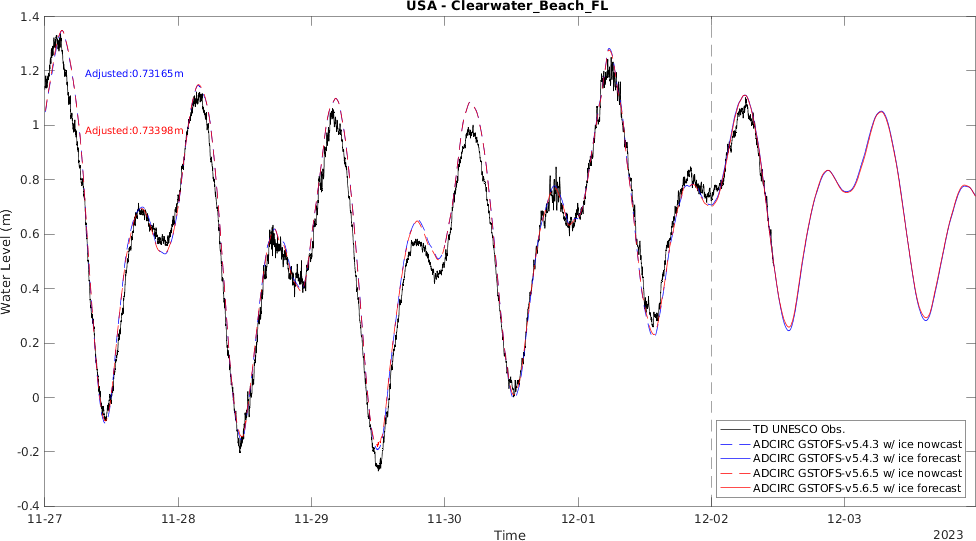 USA - Clearwater_Beach_FL
1.4
1.2
1
0.8
0.6
0.4
0.2
0
-0.2
-0.4
Water Level (m)
Adjusted:0.73165m
Adjusted:0.73398m
TD UNESCO Obs.
ADCIRC GSTOFS-v5.4.3 w/ ice nowcast
ADCIRC GSTOFS-v5.4.3 w/ ice forecast
ADCIRC GSTOFS-v5.6.5 w/ ice nowcast
ADCIRC GSTOFS-v5.6.5 w/ ice forecast
11-27 11-28 11-29 11-30 12-01 12-02 12-03
Time
2023